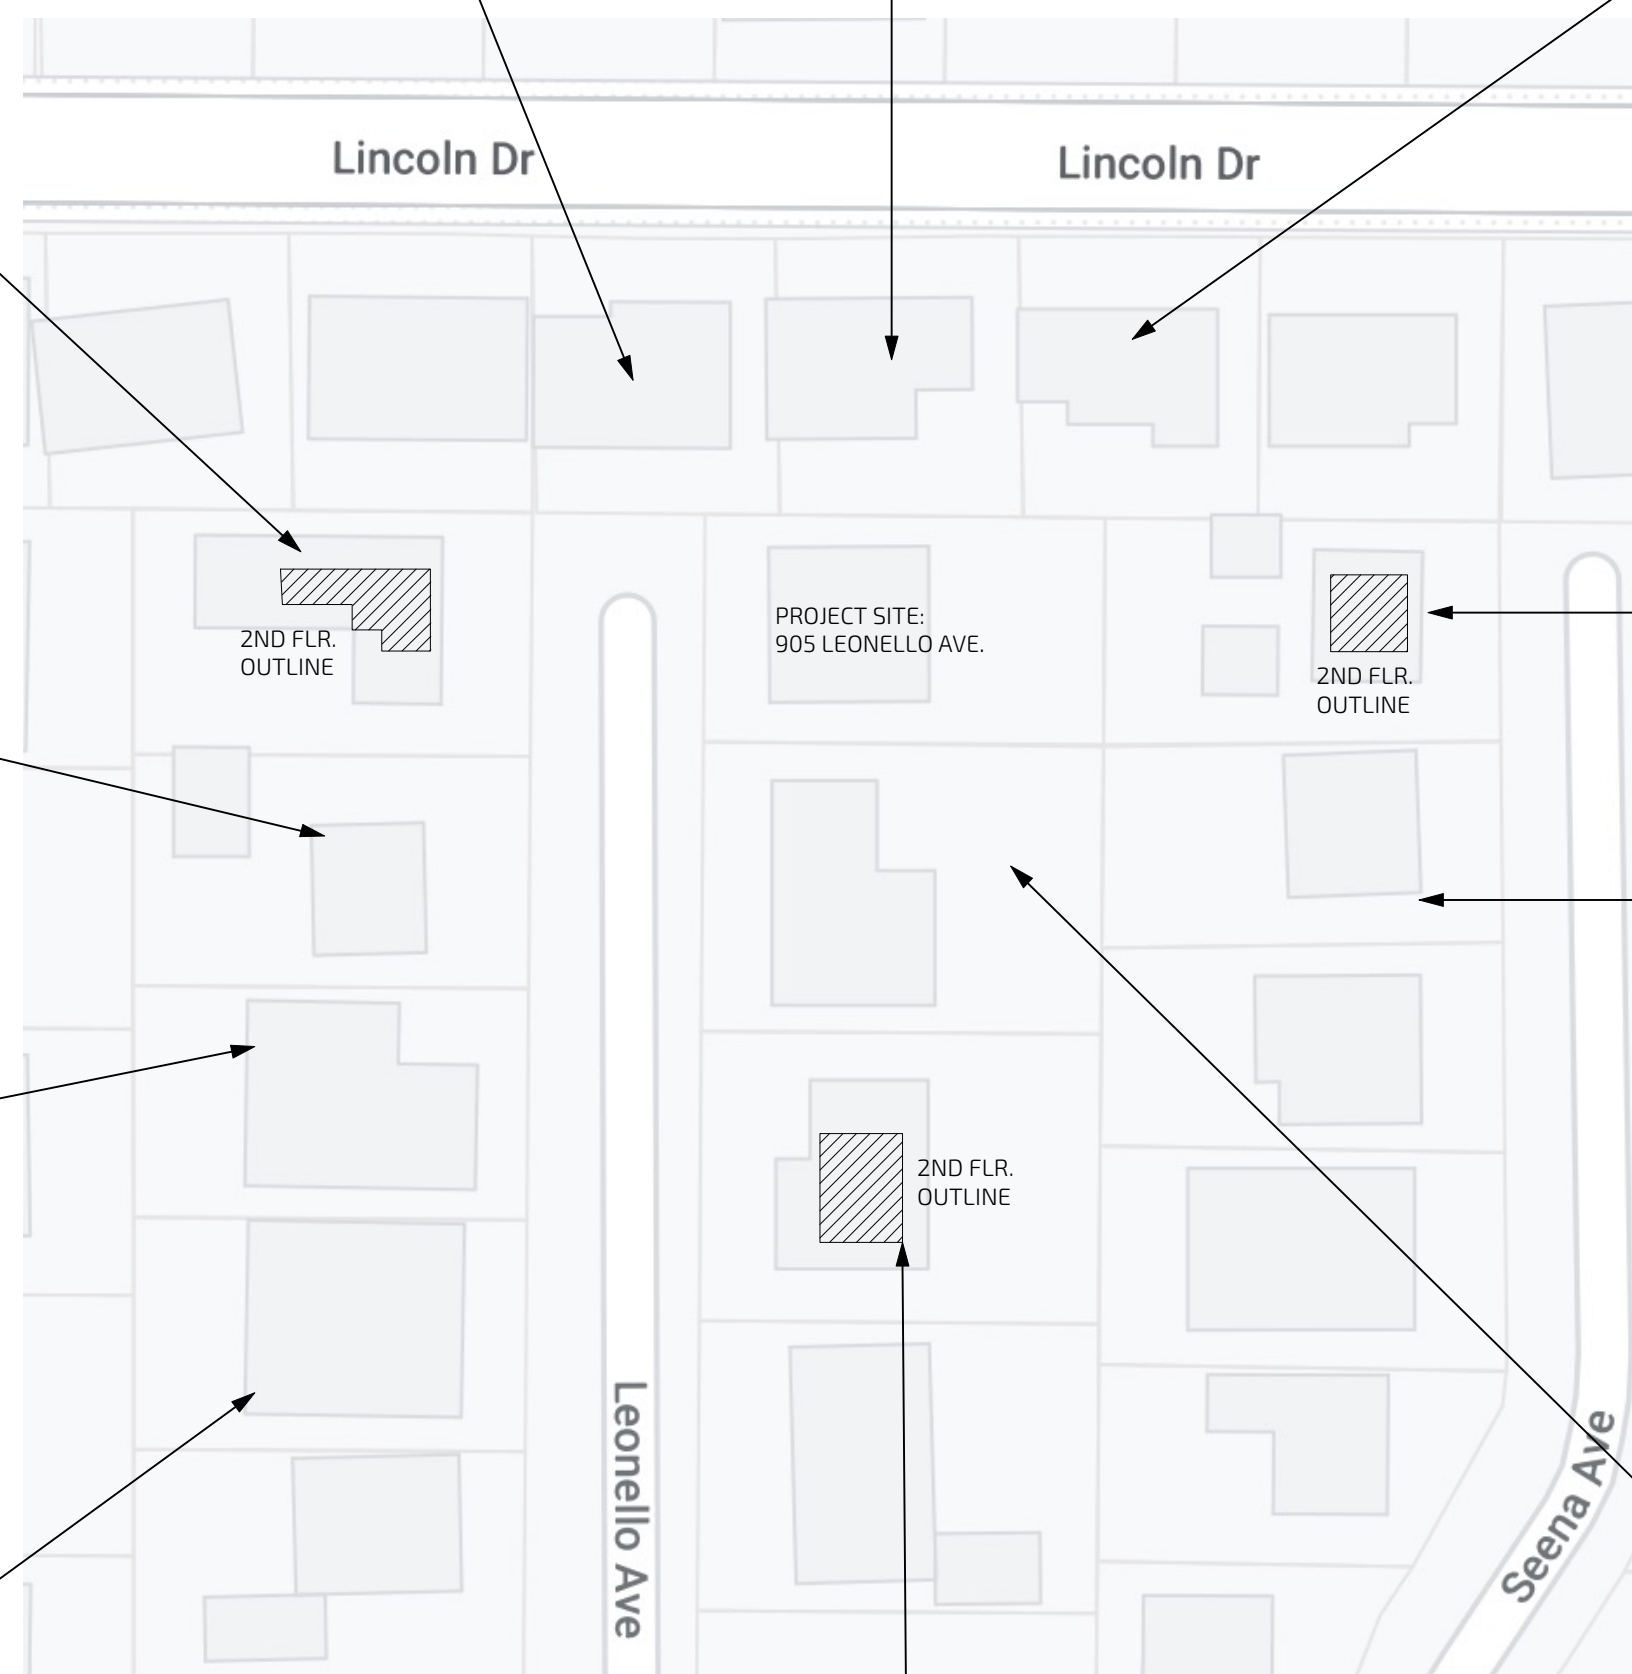 Lincoln Dr
Lincoln Dr
2ND FLR.
OUTLINE
PROJECT SITE:
905 LEONELLO AVE.
2ND FLR.
OUTLINE
2ND FLR.
OUTLINE
Leonello Ave
Seena Ave